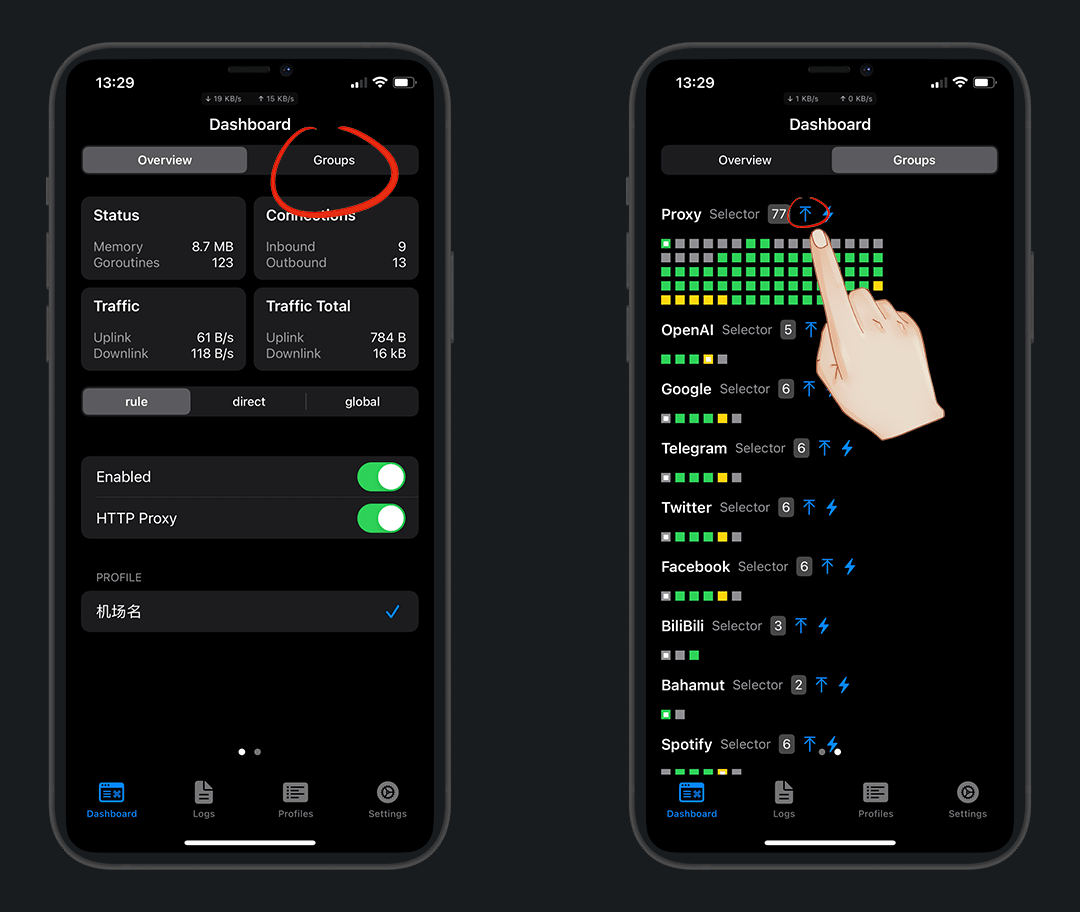 13:29
↓ 19 KB/s ↑ 15 KB/s
Dashboard
Overview Groups
Status
Memory 8.7 MB
Goroutines 123
Connections
Inbound 9
Outbound 13
Traffic
Uplink 61 B/s
Downlink 118 B/s
Traffic Total
Uplink 784 B
Downlink 16 kB
rule direct global
Enabled
HTTP Proxy
PROFILE
机场名
Dashboard Logs Profiles Settings
13:29
↓ 1 KB/s ↑ 0 KB/s
Dashboard
Overview Groups
Proxy Selector 77
OpenAI Selector 5
Google Selector 6
Telegram Selector 6
Twitter Selector 6
Facebook Selector 6
BiliBili Selector 3
Bahamut Selector 2
Spotify Selector 6
Dashboard Logs Profiles Settings